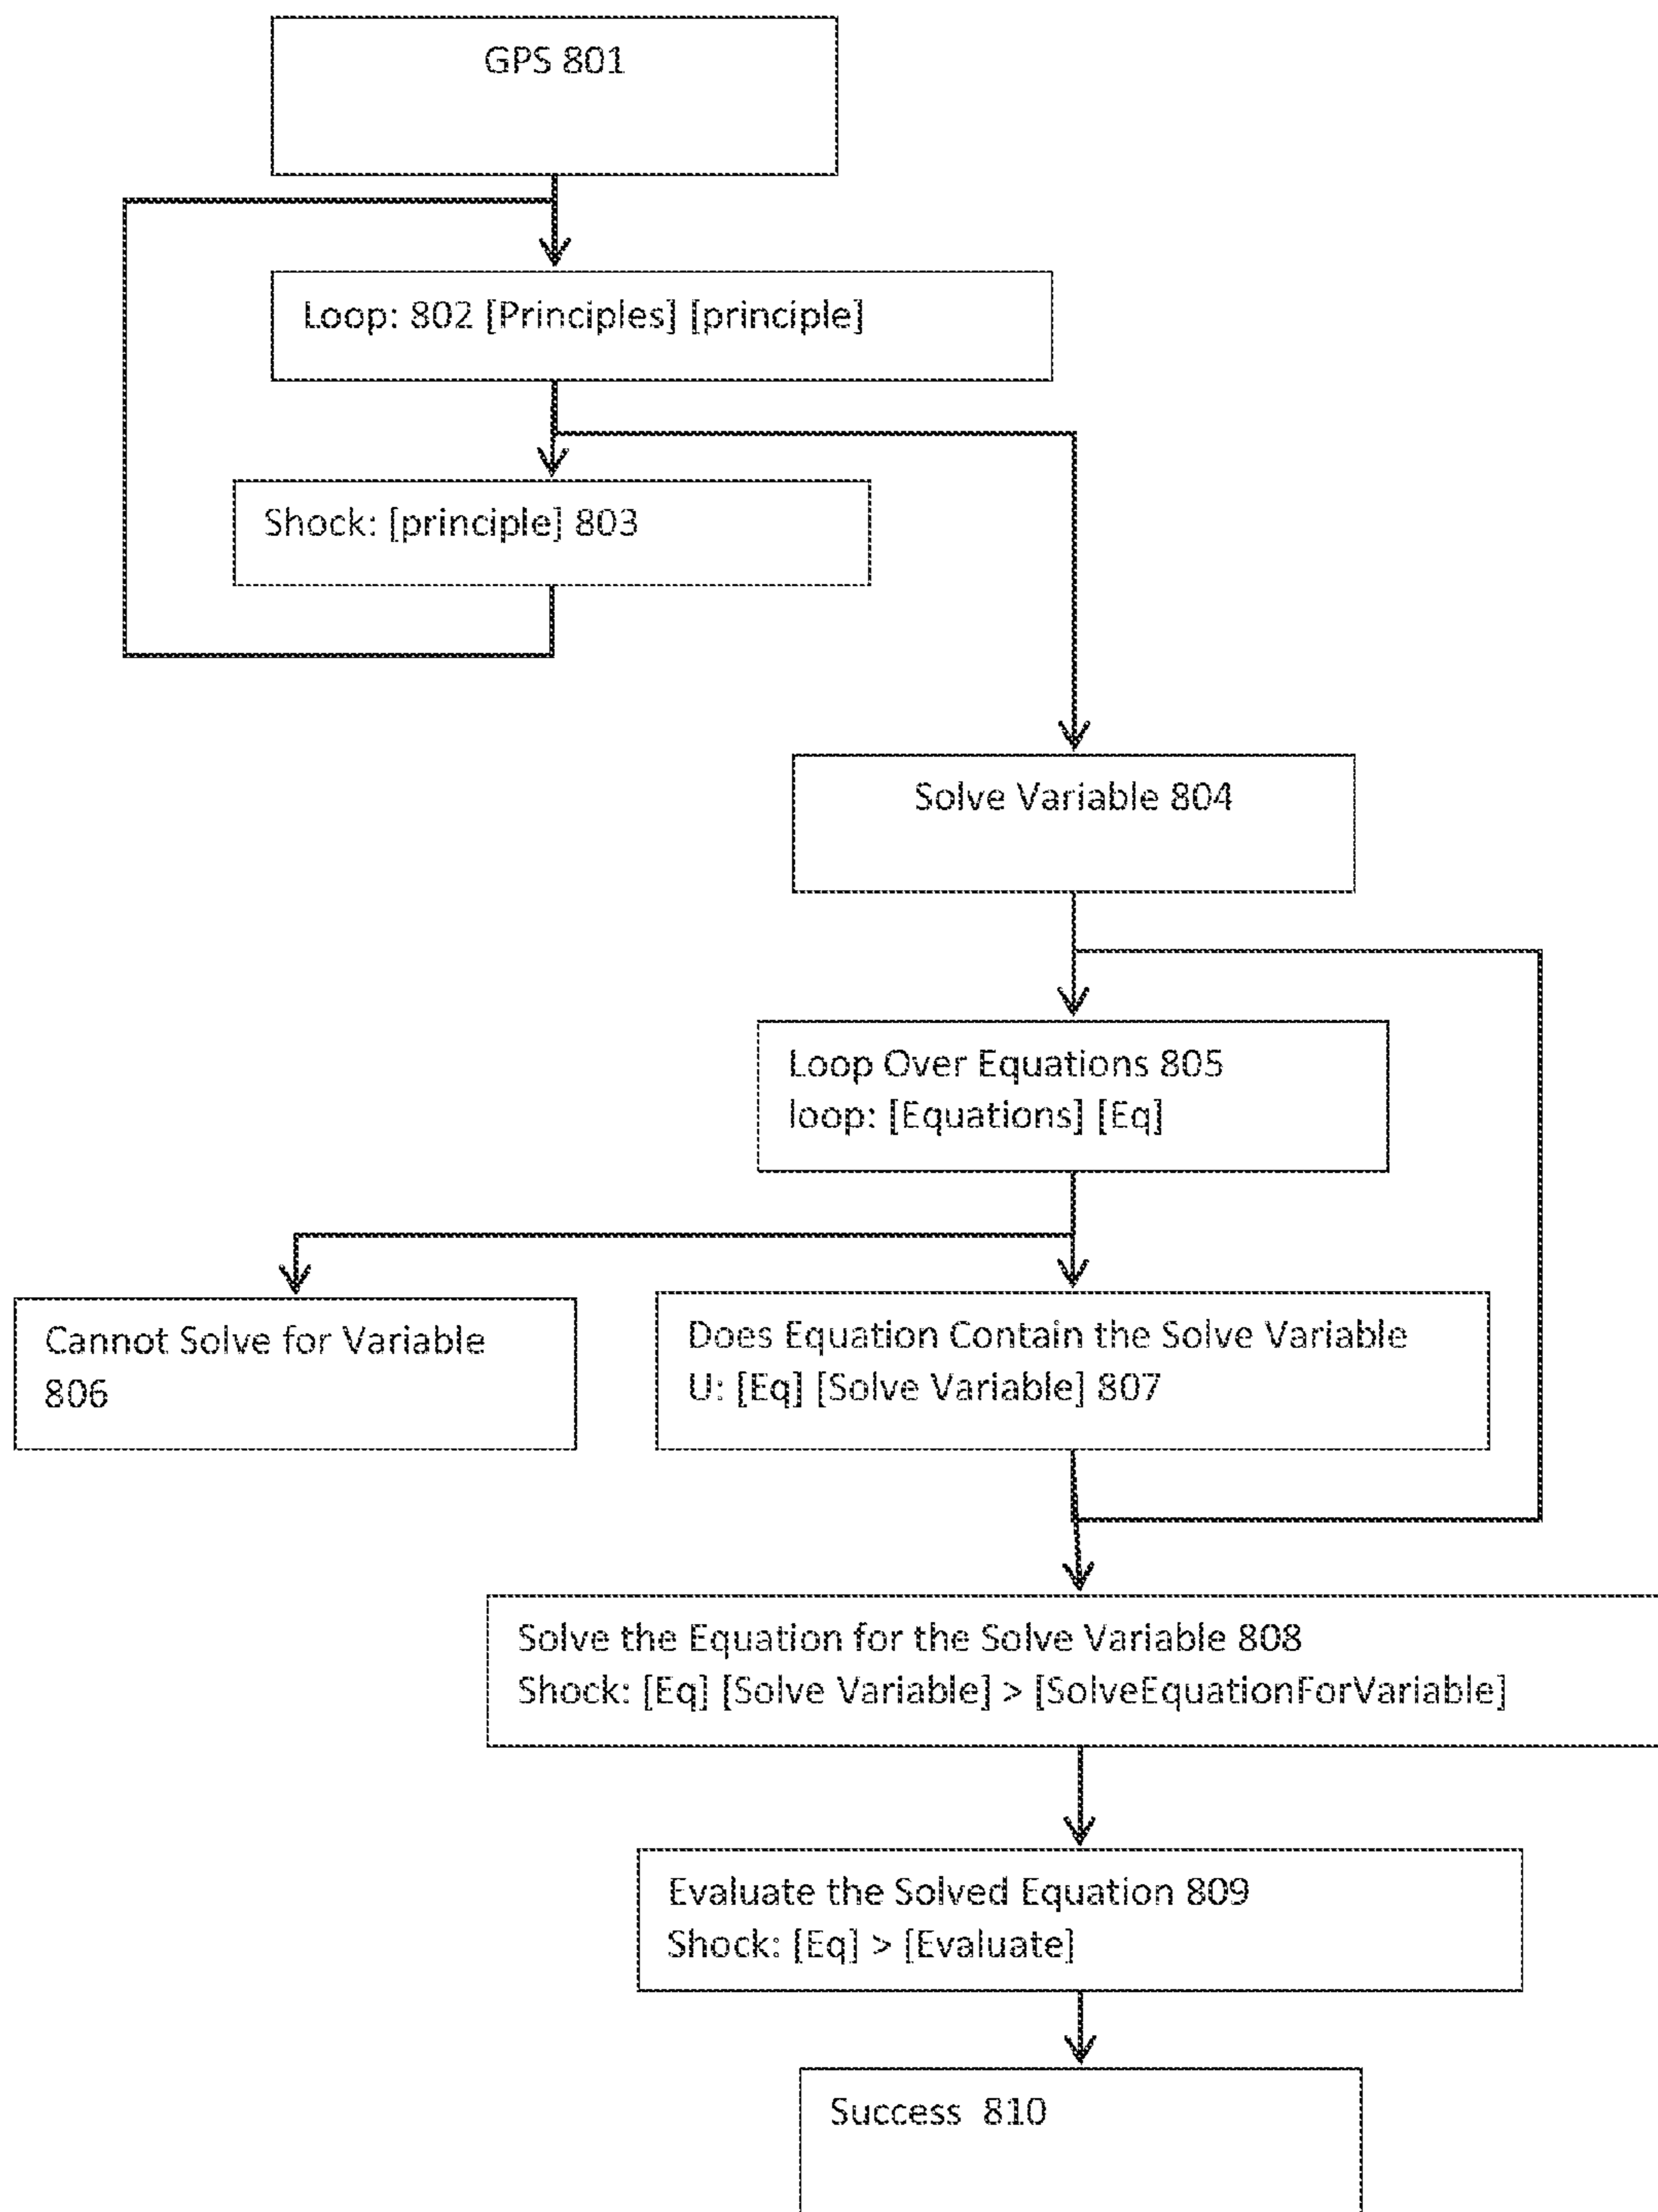 GPS 801
Loop: 802 [Principles] [principle]
Shock: [principle] 803
Solve Variable 804
Loop Over Equations 805
loop: [Equations] [Eq]
Cannot Solve for Variable
806
Does Equation Contain the Solve Variable
U: [Eq] [Solve Variable] 807
Solve the Equation for the Solve Variable 808
Shock: [Eq] [Solve Variable] > [SolveEquationForVariable]
Evaluate the Solved Equation 809
Shock: [Eq] > [Evaluate]
Success 810